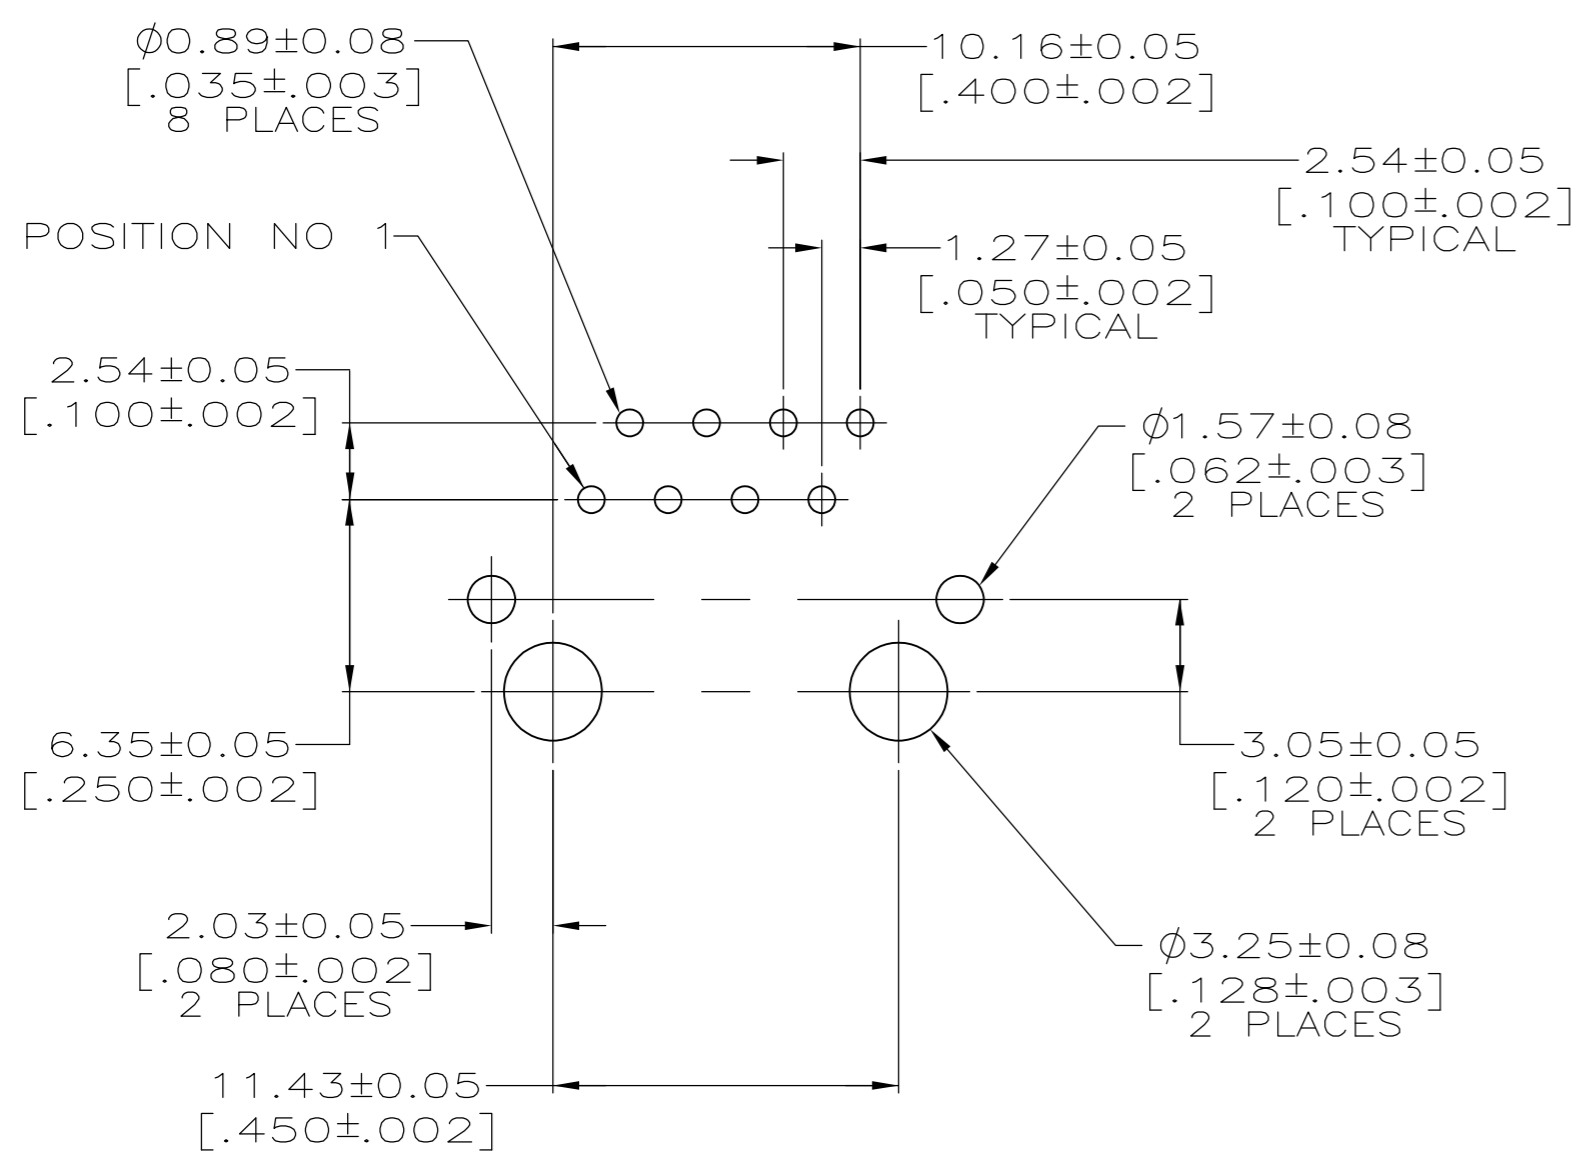 ⌀0.89±0.08
[.035±.003]
8 PLACES
10.16±0.05
[.400±.002]
2.54±0.05
[.100±.002]
TYPICAL
POSITION NO 1
1.27±0.05
[.050±.002]
TYPICAL
2.54±0.05
[.100±.002]
⌀1.57±0.08
[.062±.003]
2 PLACES
6.35±0.05
[.250±.002]
3.05±0.05
[.120±.002]
2 PLACES
2.03±0.05
[.080±.002]
2 PLACES
⌀3.25±0.08
[.128±.003]
2 PLACES
11.43±0.05
[.450±.002]